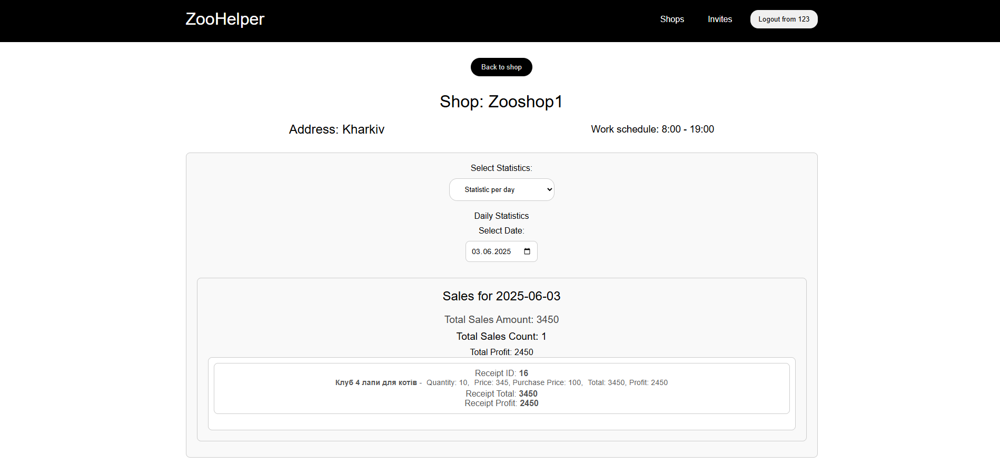 ZooHelper
Shops
Invites
Logout from 123
Back to shop
Shop: Zooshop1
Address: Kharkiv
Work schedule: 8:00 - 19:00
Select Statistics:
Statistic per day
Daily Statistics
Select Date:
03.06.2025
Sales for 2025-06-03
Total Sales Amount: 3450
Total Sales Count: 1
Total Profit: 2450
Receipt ID: 16
Клуб 4 лапи для котів - Quantity: 10, Price: 345, Purchase Price: 100, Total: 3450, Profit: 2450
Receipt Total: 3450
Receipt Profit: 2450